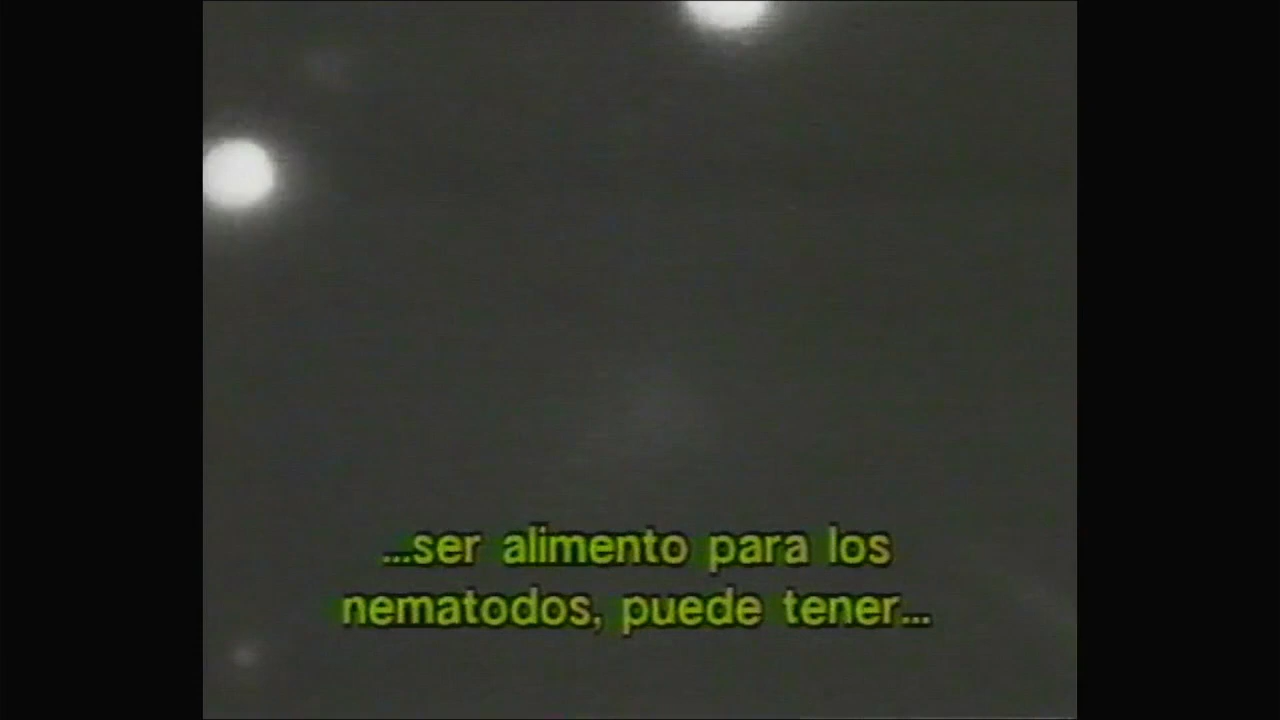 ...ser alimento para los
nematodos, puede tener...